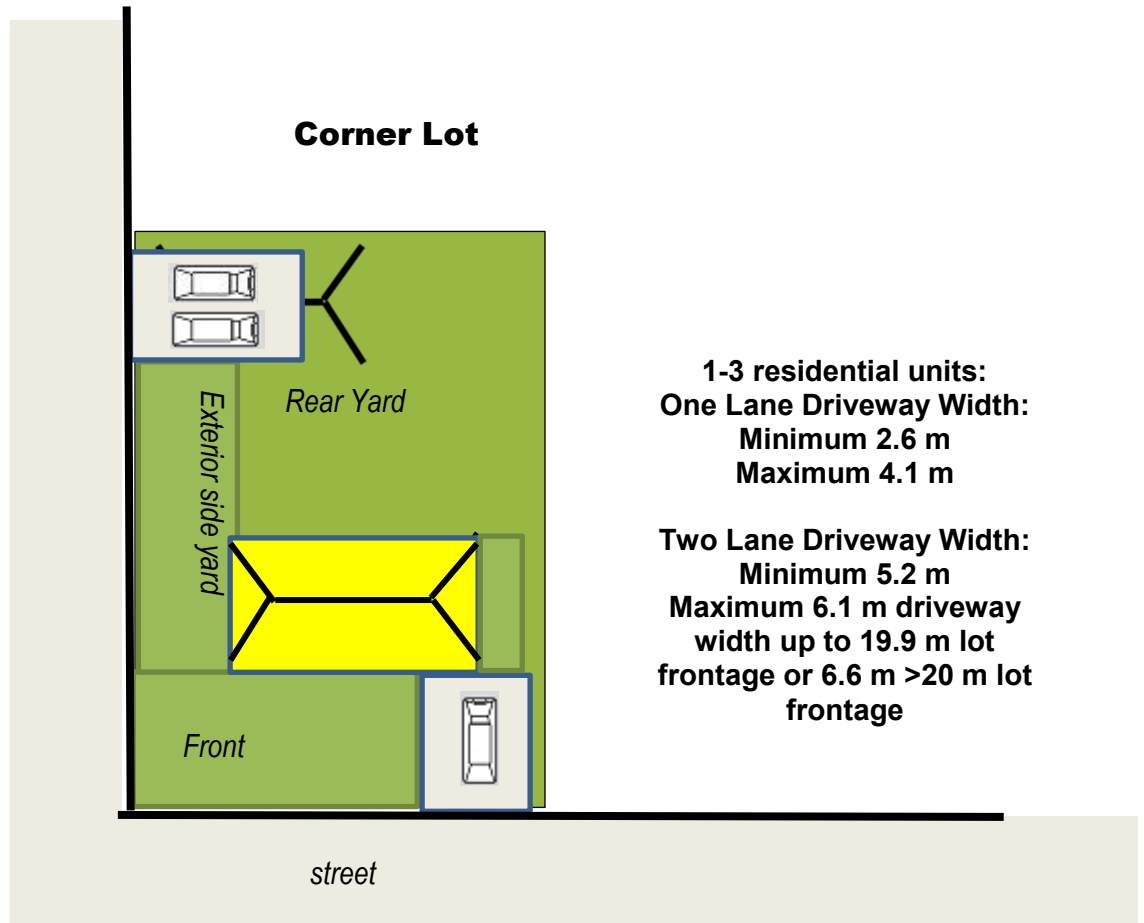 Corner Lot
Rear Yard
Exterior side yard
Front
street
1-3 residential units:
One Lane Driveway Width:
Minimum 2.6 m
Maximum 4.1 m
Two Lane Driveway Width:
Minimum 5.2 m
Maximum 6.1 m driveway
width up to 19.9 m lot
frontage or 6.6 m >20 m lot
frontage